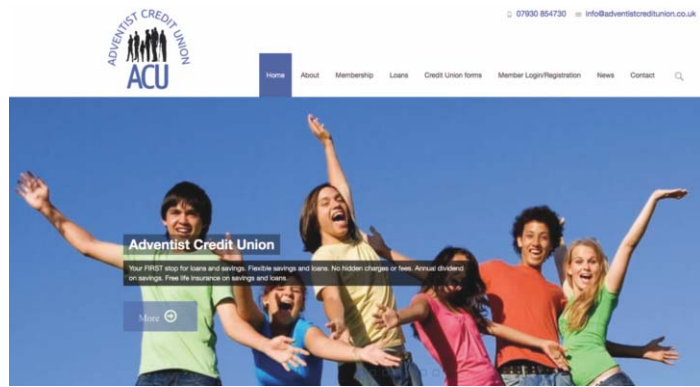 ADVENTIST CREDIT UNION
ACU
07930 854730 info@adventistcreditunion.co.uk
Home About Membership Loans Credit Union forms Member Login/Registration News Contact
Adventist Credit Union
Your FIRST stop for loans and savings. Flexible savings and loans. No hidden charges or fees. Annual dividend
on savings. Free life insurance on savings and loans.
More